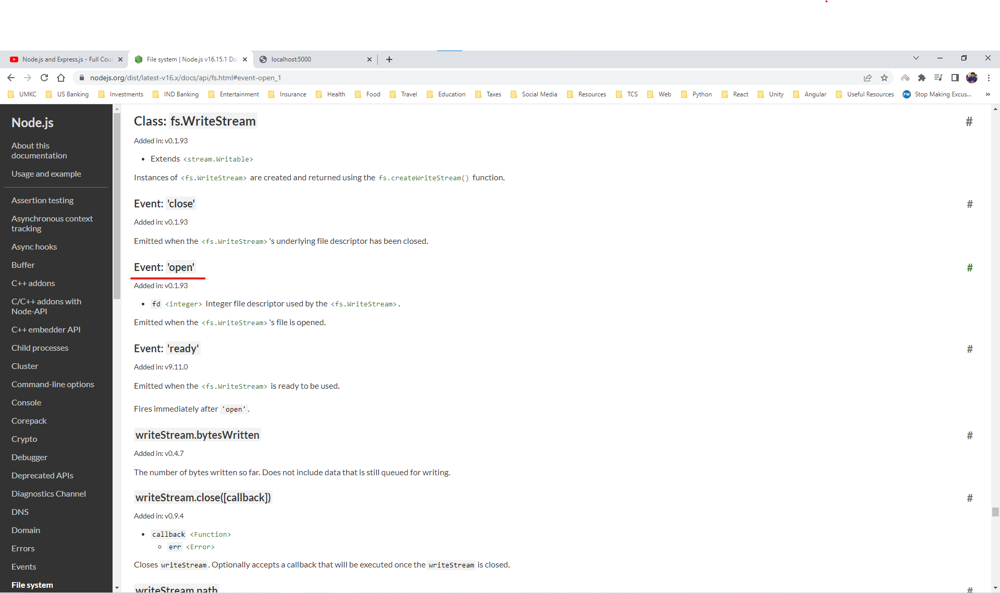 Node.js and Express.js - Full Cour
File system | Node.js v16.15.1 Do
localhost:5000
nodejs.org/dist/latest-v16.x/docs/api/fs.html#event-open_1
UMKC
US Banking
Investments
IND Banking
Entertainment
Insurance
Health
Food
Travel
Education
Taxes
Social Media
Resources
TCS
Web
Python
React
Unity
Angular
Useful Resources
FW
Stop Making Excus...
»
Node.js
About this
documentation
Usage and example
Assertion testing
Asynchronous context
tracking
Async hooks
Buffer
C++ addons
C/C++ addons with
Node-API
C++ embedder API
Child processes
Cluster
Command-line options
Console
Corepack
Crypto
Debugger
Deprecated APIs
Diagnostics Channel
DNS
Domain
Errors
Events
File system
Class: fs.WriteStream #
Added in: v0.1.93
• Extends <stream.Writable>
Instances of <fs.WriteStream> are created and returned using the fs.createWriteStream() function.
Event: 'close' #
Added in: v0.1.93
Emitted when the <fs.WriteStream> 's underlying file descriptor has been closed.
Event: 'open' #
Added in: v0.1.93
• fd <integer> Integer file descriptor used by the <fs.WriteStream>.
Emitted when the <fs.WriteStream> 's file is opened.
Event: 'ready' #
Added in: v9.11.0
Emitted when the <fs.WriteStream> is ready to be used.
Fires immediately after 'open'.
writeStream.bytesWritten #
Added in: v0.4.7
The number of bytes written so far. Does not include data that is still queued for writing.
writeStream.close([callback]) #
Added in: v0.9.4
• callback <Function>
◦ err <Error>
Closes writeStream. Optionally accepts a callback that will be executed once the writeStream is closed.
writeStream.path #